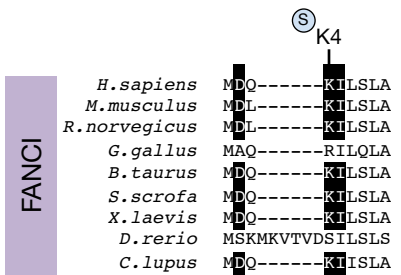 S
K4
FANCI
H.sapiens MDQ------KILSLA
M.musculus MDL------KILSLA
R.norvegicus MDL------KILSLA
G.gallus MAQ------RILQLA
B.taurus MDQ------KILSLA
S.scrofa MDQ------KILSLA
X.laevis MDQ------KILSLA
D.rerio MSKMKVTVDSILSLS
C.lupus MDQ------KIISLA